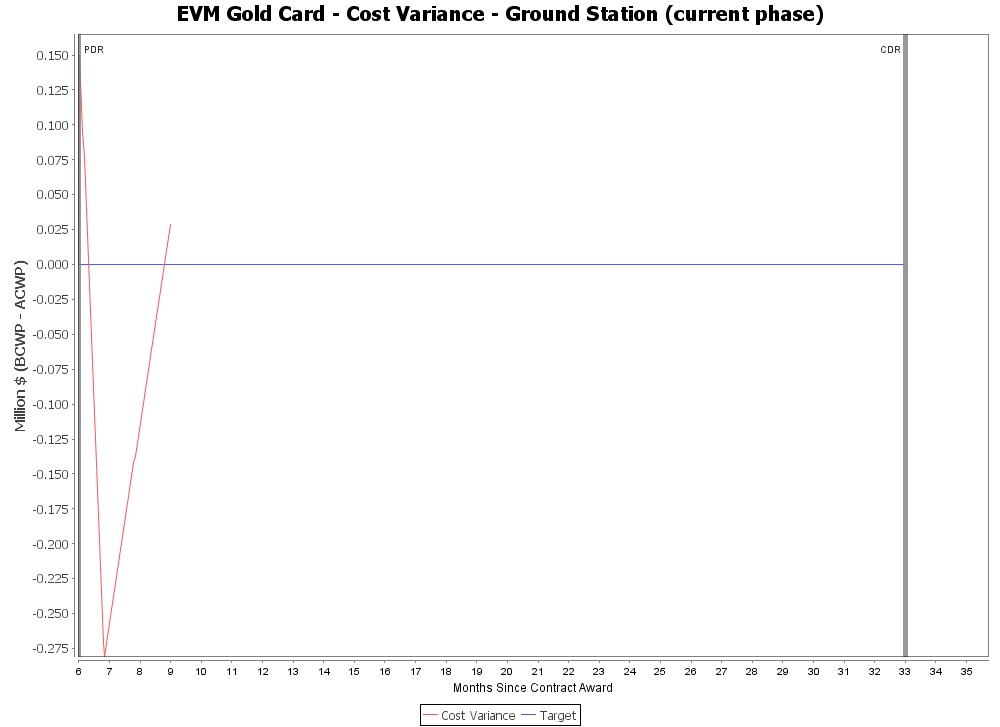 EVM Gold Card - Cost Variance - Ground Station (current phase)
PDR
CDR
0.150
0.125
0.100
0.075
0.050
0.025
0.000
-0.025
-0.050
-0.075
-0.100
-0.125
-0.150
-0.175
-0.200
-0.225
-0.250
-0.275
Million $ (BCWP - ACWP)
6 7 8 9 10 11 12 13 14 15 16 17 18 19 20 21 22 23 24 25 26 27 28 29 30 31 32 33 34 35
Months Since Contract Award
Cost Variance Target